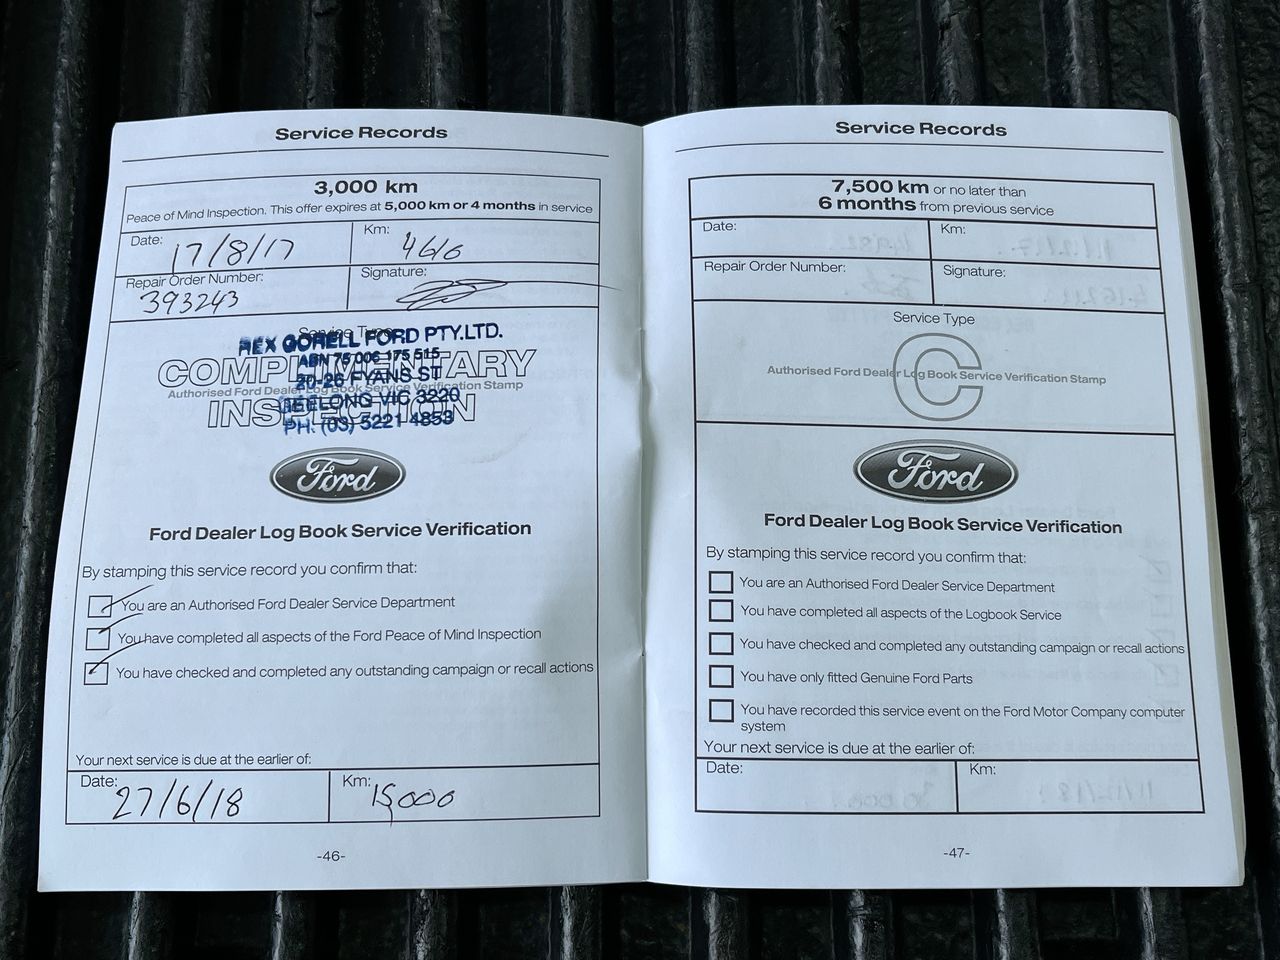 Service Records
3,000 km
Peace of Mind Inspection. This offer expires at 5,000 km or 4 months in service
Date: 17/8/17
Km: 4616
Repair Order Number: 393243
Signature:
Service Type
COMPLIMENTARY INSPECTION
Authorised Ford Dealer Log Book Service Verification Stamp
REX GORELL FORD PTY.LTD.
ABN 75 006 175 515
20-26 FYANS ST
GEELONG VIC 3220
PH: (03) 5221 4853
Ford
Ford Dealer Log Book Service Verification
By stamping this service record you confirm that:
You are an Authorised Ford Dealer Service Department
You have completed all aspects of the Ford Peace of Mind Inspection
You have checked and completed any outstanding campaign or recall actions
Your next service is due at the earlier of:
Date: 27/6/18
Km: 15000
-46-
Service Records
7,500 km or no later than
6 months from previous service
Date:
Km:
Repair Order Number:
Signature:
Service Type
C
Authorised Ford Dealer Log Book Service Verification Stamp
Ford
Ford Dealer Log Book Service Verification
By stamping this service record you confirm that:
You are an Authorised Ford Dealer Service Department
You have completed all aspects of the Logbook Service
You have checked and completed any outstanding campaign or recall actions
You have only fitted Genuine Ford Parts
You have recorded this service event on the Ford Motor Company computer
system
Your next service is due at the earlier of:
Date:
Km:
-47-